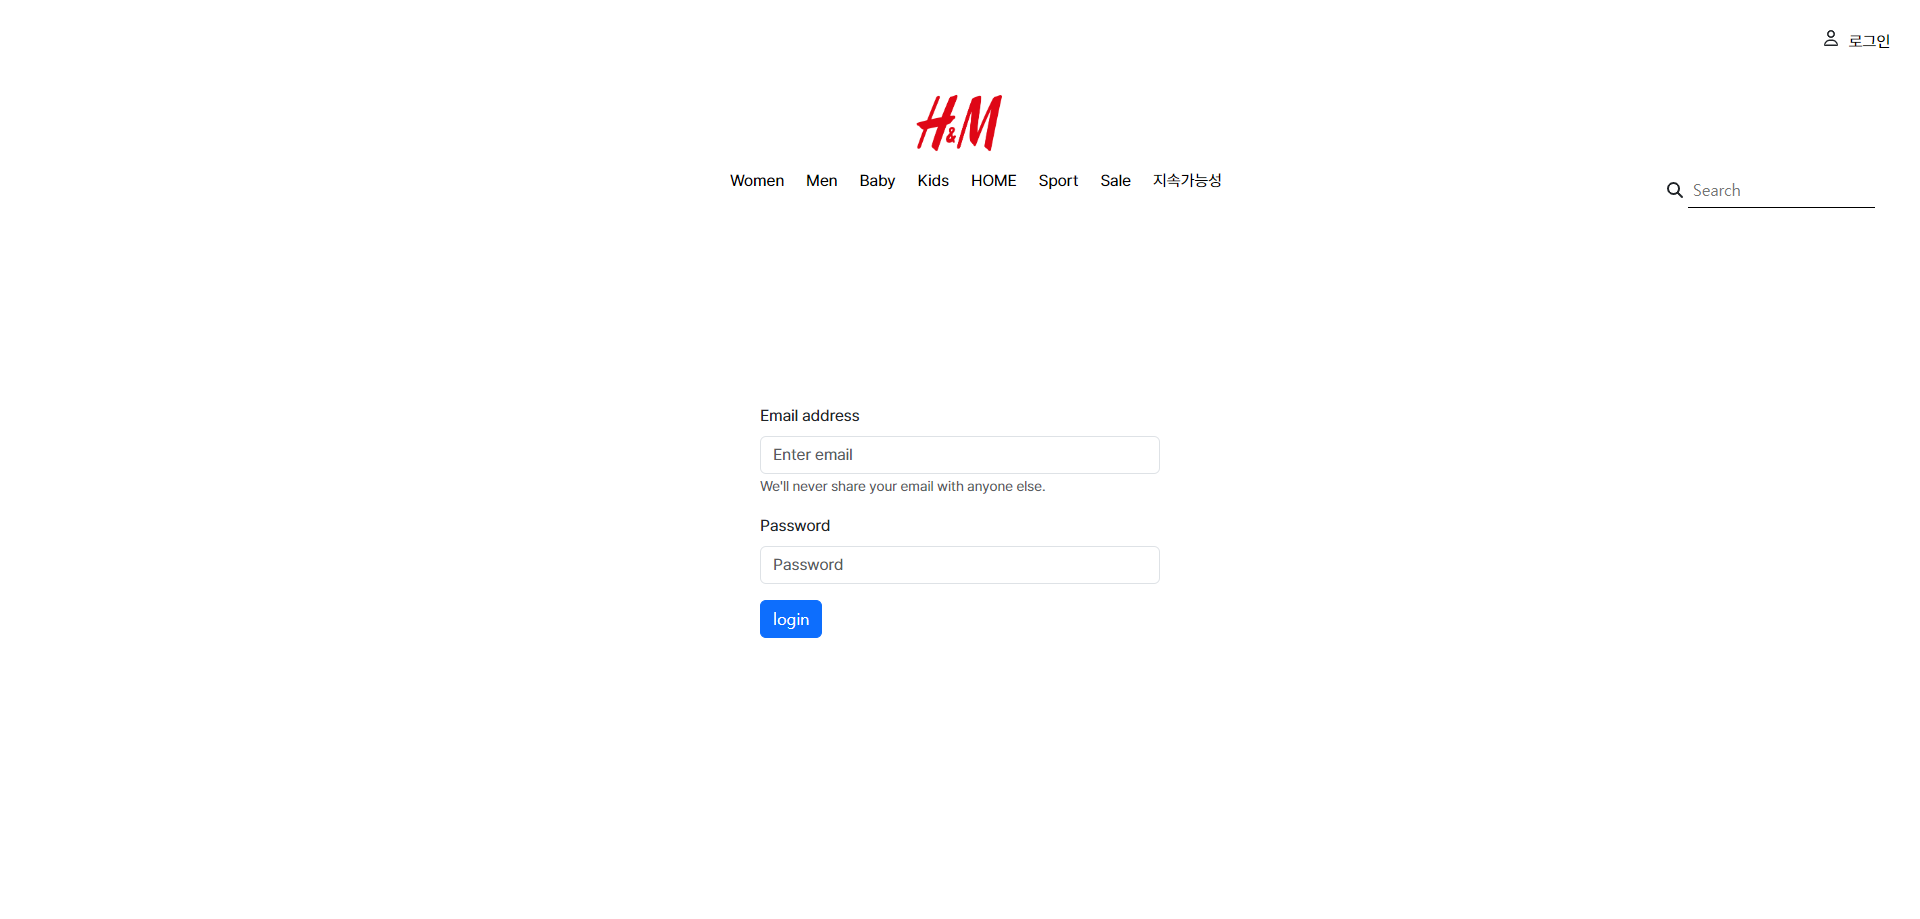 로그인
H&M
Women Men Baby Kids HOME Sport Sale 지속가능성
Search
Email address
Enter email
We'll never share your email with anyone else.
Password
Password
login